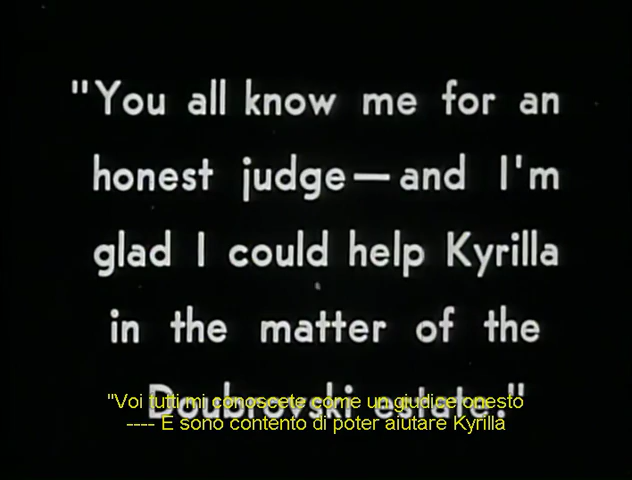 "You all know me for an
honest judge—and I'm
glad I could help Kyrilla
in the matter of the
Doubrovski estate."
"Voi tutti mi conoscete come un giudice onesto
---- E sono contento di poter aiutare Kyrilla